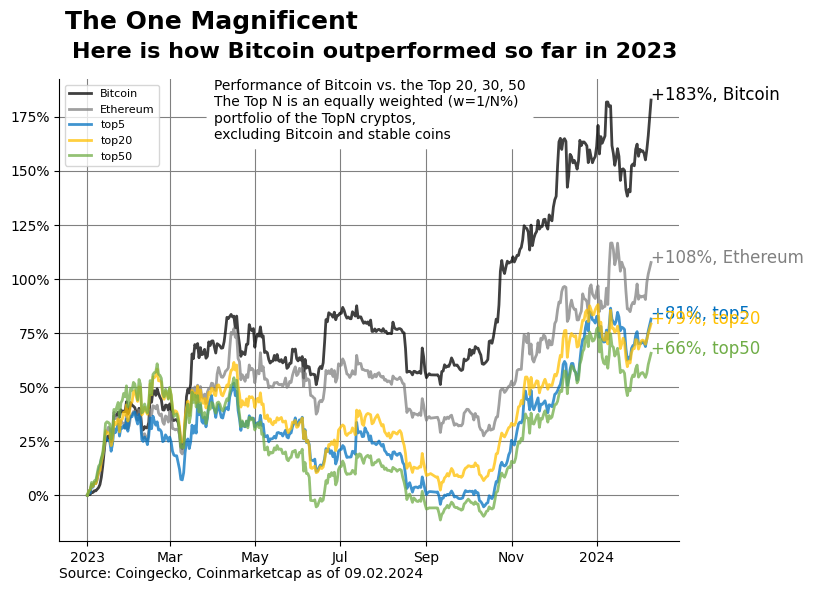 The One Magnificent
Here is how Bitcoin outperformed so far in 2023
Performance of Bitcoin vs. the Top 20, 30, 50
The Top N is an equally weighted (w=1/N%)
portfolio of the TopN cryptos,
excluding Bitcoin and stable coins
Bitcoin
Ethereum
top5
top20
top50
+183%, Bitcoin
+108%, Ethereum
+81%, top5
+79%, top20
+66%, top50
175%
150%
125%
100%
75%
50%
25%
0%
2023 Mar May Jul Sep Nov 2024
Source: Coingecko, Coinmarketcap as of 09.02.2024